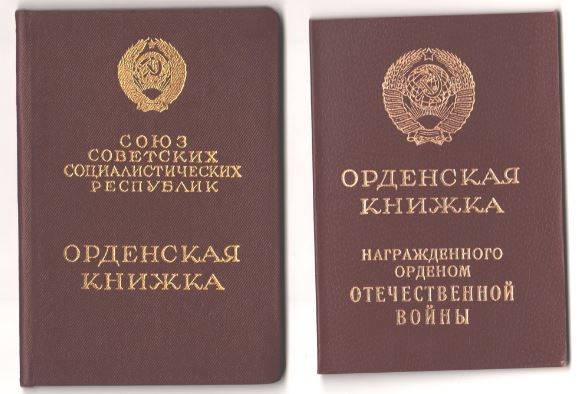 СОЮЗ
СОВЕТСКИХ
СОЦИАЛИСТИЧЕСКИХ
РЕСПУБЛИК
ОРДЕНСКАЯ
КНИЖКА
ОРДЕНСКАЯ
КНИЖКА
НАГРАЖДЕННОГО
ОРДЕНОМ
ОТЕЧЕСТВЕННОЙ
ВОЙНЫ